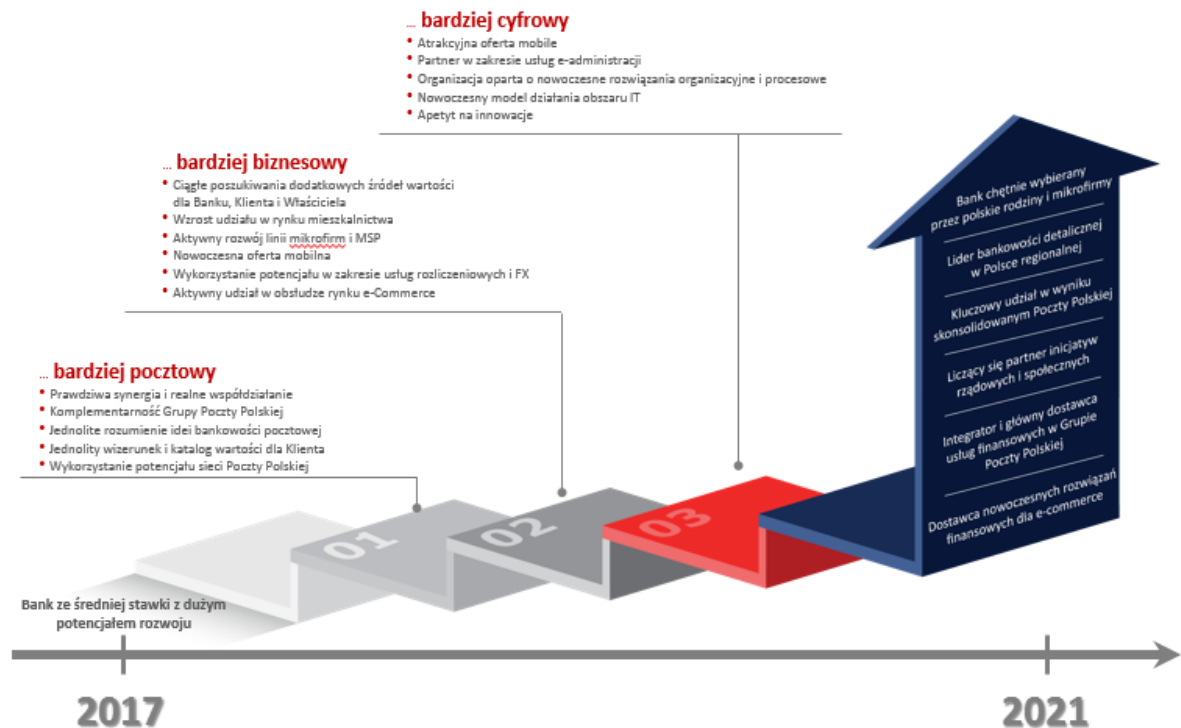 ... bardziej cyfrowy
• Atrakcyjna oferta mobile
• Partner w zakresie usług e-administracji
• Organizacja oparta o nowoczesne rozwiązania organizacyjne i procesowe
• Nowoczesny model działania obszaru IT
• Apetyt na innowacje
... bardziej biznesowy
• Ciągłe poszukiwania dodatkowych źródeł wartości
dla Banku, Klienta i Właściciela
• Wzrost udziału w rynku mieszkalnictwa
• Aktywny rozwój linii mikrofirm i MSP
• Nowoczesna oferta mobilna
• Wykorzystanie potencjału w zakresie usług rozliczeniowych i FX
• Aktywny udział w obsłudze rynku e-Commerce
... bardziej pocztowy
• Prawdziwa synergia i realne współdziałanie
• Komplementarność Grupy Poczty Polskiej
• Jednolite rozumienie idei bankowości pocztowej
• Jednolity wizerunek i katalog wartości dla Klienta
• Wykorzystanie potencjału sieci Poczty Polskiej
01
02
03
Bank chętnie wybierany
przez polskie rodziny i mikrofirmy
Lider bankowości detalicznej
w Polsce regionalnej
Kluczowy udział w wyniku
skonsolidowanym Poczty Polskiej
Liczący się partner inicjatyw
rządowych i społecznych
Integrator i główny dostawca
usług finansowych w Grupie
Poczty Polskiej
Dostawca nowoczesnych rozwiązań
finansowych dla e-commerce
Bank ze średniej stawki z dużym
potencjałem rozwoju
2017
2021